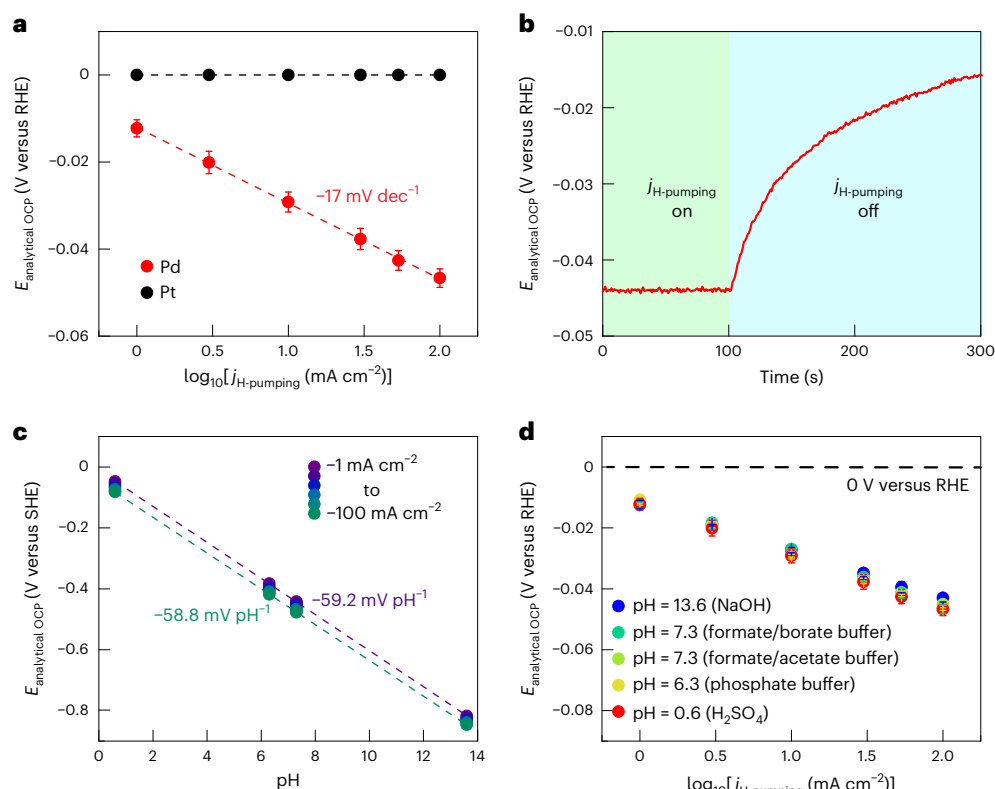 a
E_analytical OCP (V versus RHE)
0
−0.02
−0.04
−0.06
−17 mV dec⁻¹
Pd
Pt
0
0.5
1.0
1.5
2.0
log₁₀[j_H-pumping (mA cm⁻²)]
b
E_analytical OCP (V versus RHE)
−0.01
−0.02
−0.03
−0.04
−0.05
j_H-pumping
on
j_H-pumping
off
0
100
200
300
Time (s)
c
E_analytical OCP (V versus SHE)
0
−0.2
−0.4
−0.6
−0.8
−1 mA cm⁻²
to
−100 mA cm⁻²
−59.2 mV pH⁻¹
−58.8 mV pH⁻¹
0
2
4
6
8
10
12
14
pH
d
E_analytical OCP (V versus RHE)
0
−0.02
−0.04
−0.06
−0.08
0 V versus RHE
pH = 13.6 (NaOH)
pH = 7.3 (formate/borate buffer)
pH = 7.3 (formate/acetate buffer)
pH = 6.3 (phosphate buffer)
pH = 0.6 (H₂SO₄)
0
0.5
1.0
1.5
2.0
log₁₀[j_H-pumping (mA cm⁻²)]